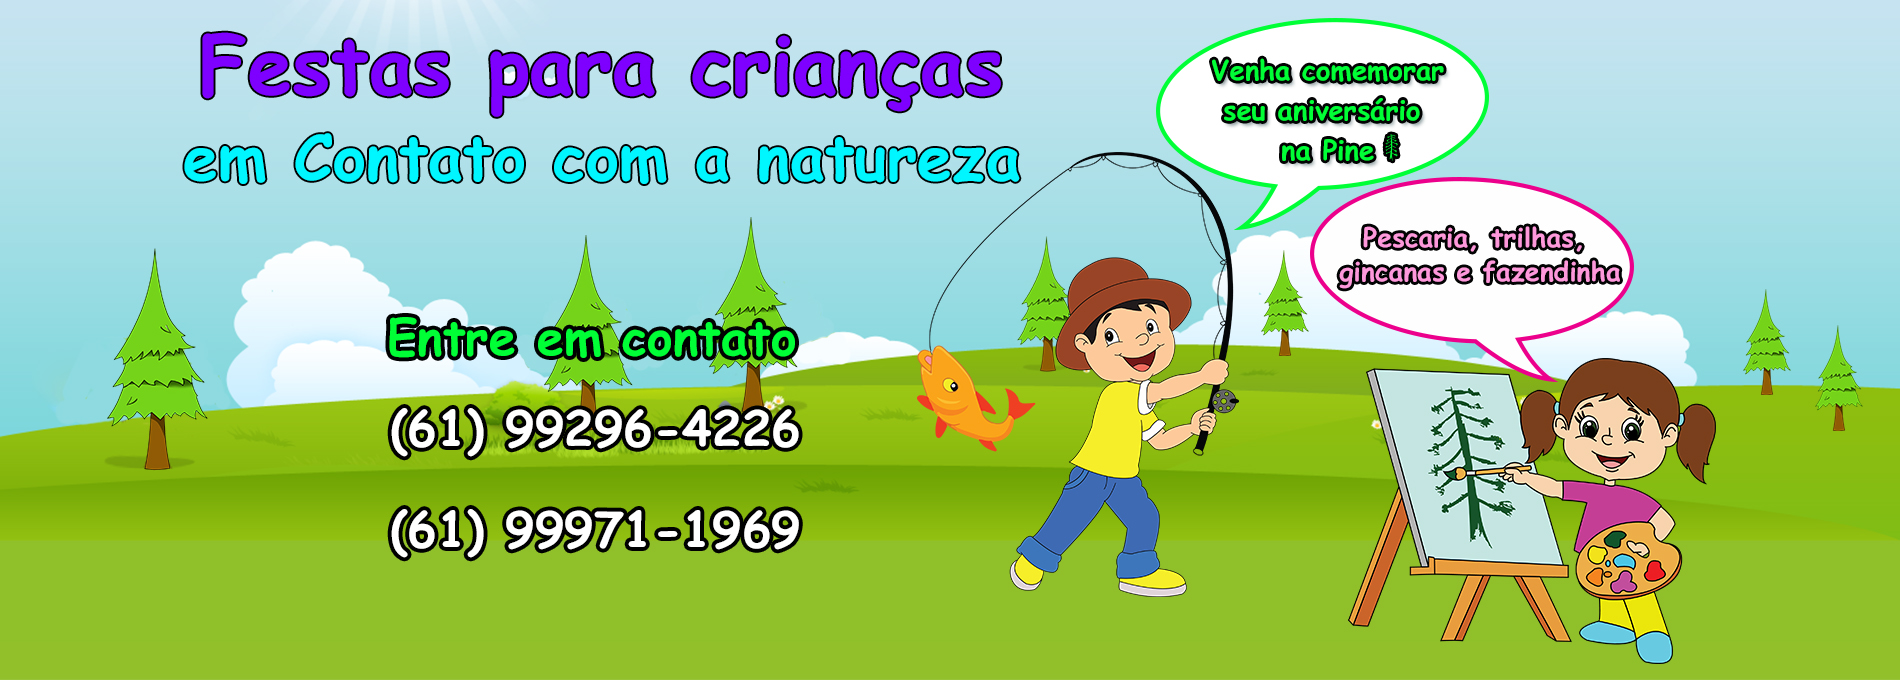 Festas para crianças
em Contato com a natureza
Venha comemorar
seu aniversário
na Pine
Pescaria, trilhas,
gincanas e fazendinha
Entre em contato
(61) 99296-4226
(61) 99971-1969